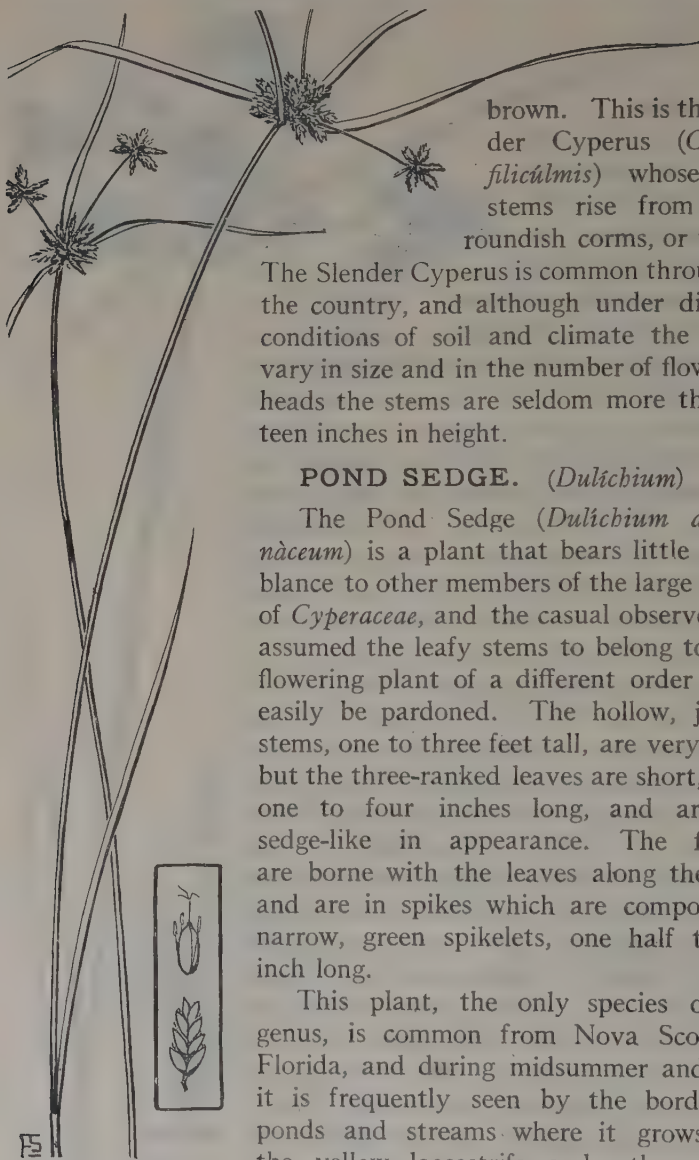 brown. This is th
der Cyperus (C
filicúlmis) whose
stems rise from
roundish corms, or
The Slender Cyperus is common throu
the country, and although under di
conditions of soil and climate the
vary in size and in the number of flov
heads the stems are seldom more th
teen inches in height.
POND SEDGE. (Dulíchium)
The Pond Sedge (Dulíchium a
nàceum) is a plant that bears little
blance to other members of the large
of Cyperaceae, and the casual observe
assumed the leafy stems to belong to
flowering plant of a different order
easily be pardoned. The hollow, j
stems, one to three feet tall, are very
but the three-ranked leaves are short,
one to four inches long, and ar
sedge-like in appearance. The f
are borne with the leaves along the
and are in spikes which are compo
narrow, green spikelets, one half t
inch long.
This plant, the only species o
genus, is common from Nova Sco
Florida, and during midsummer and
it is frequently seen by the bord
ponds and streams where it grows
FS